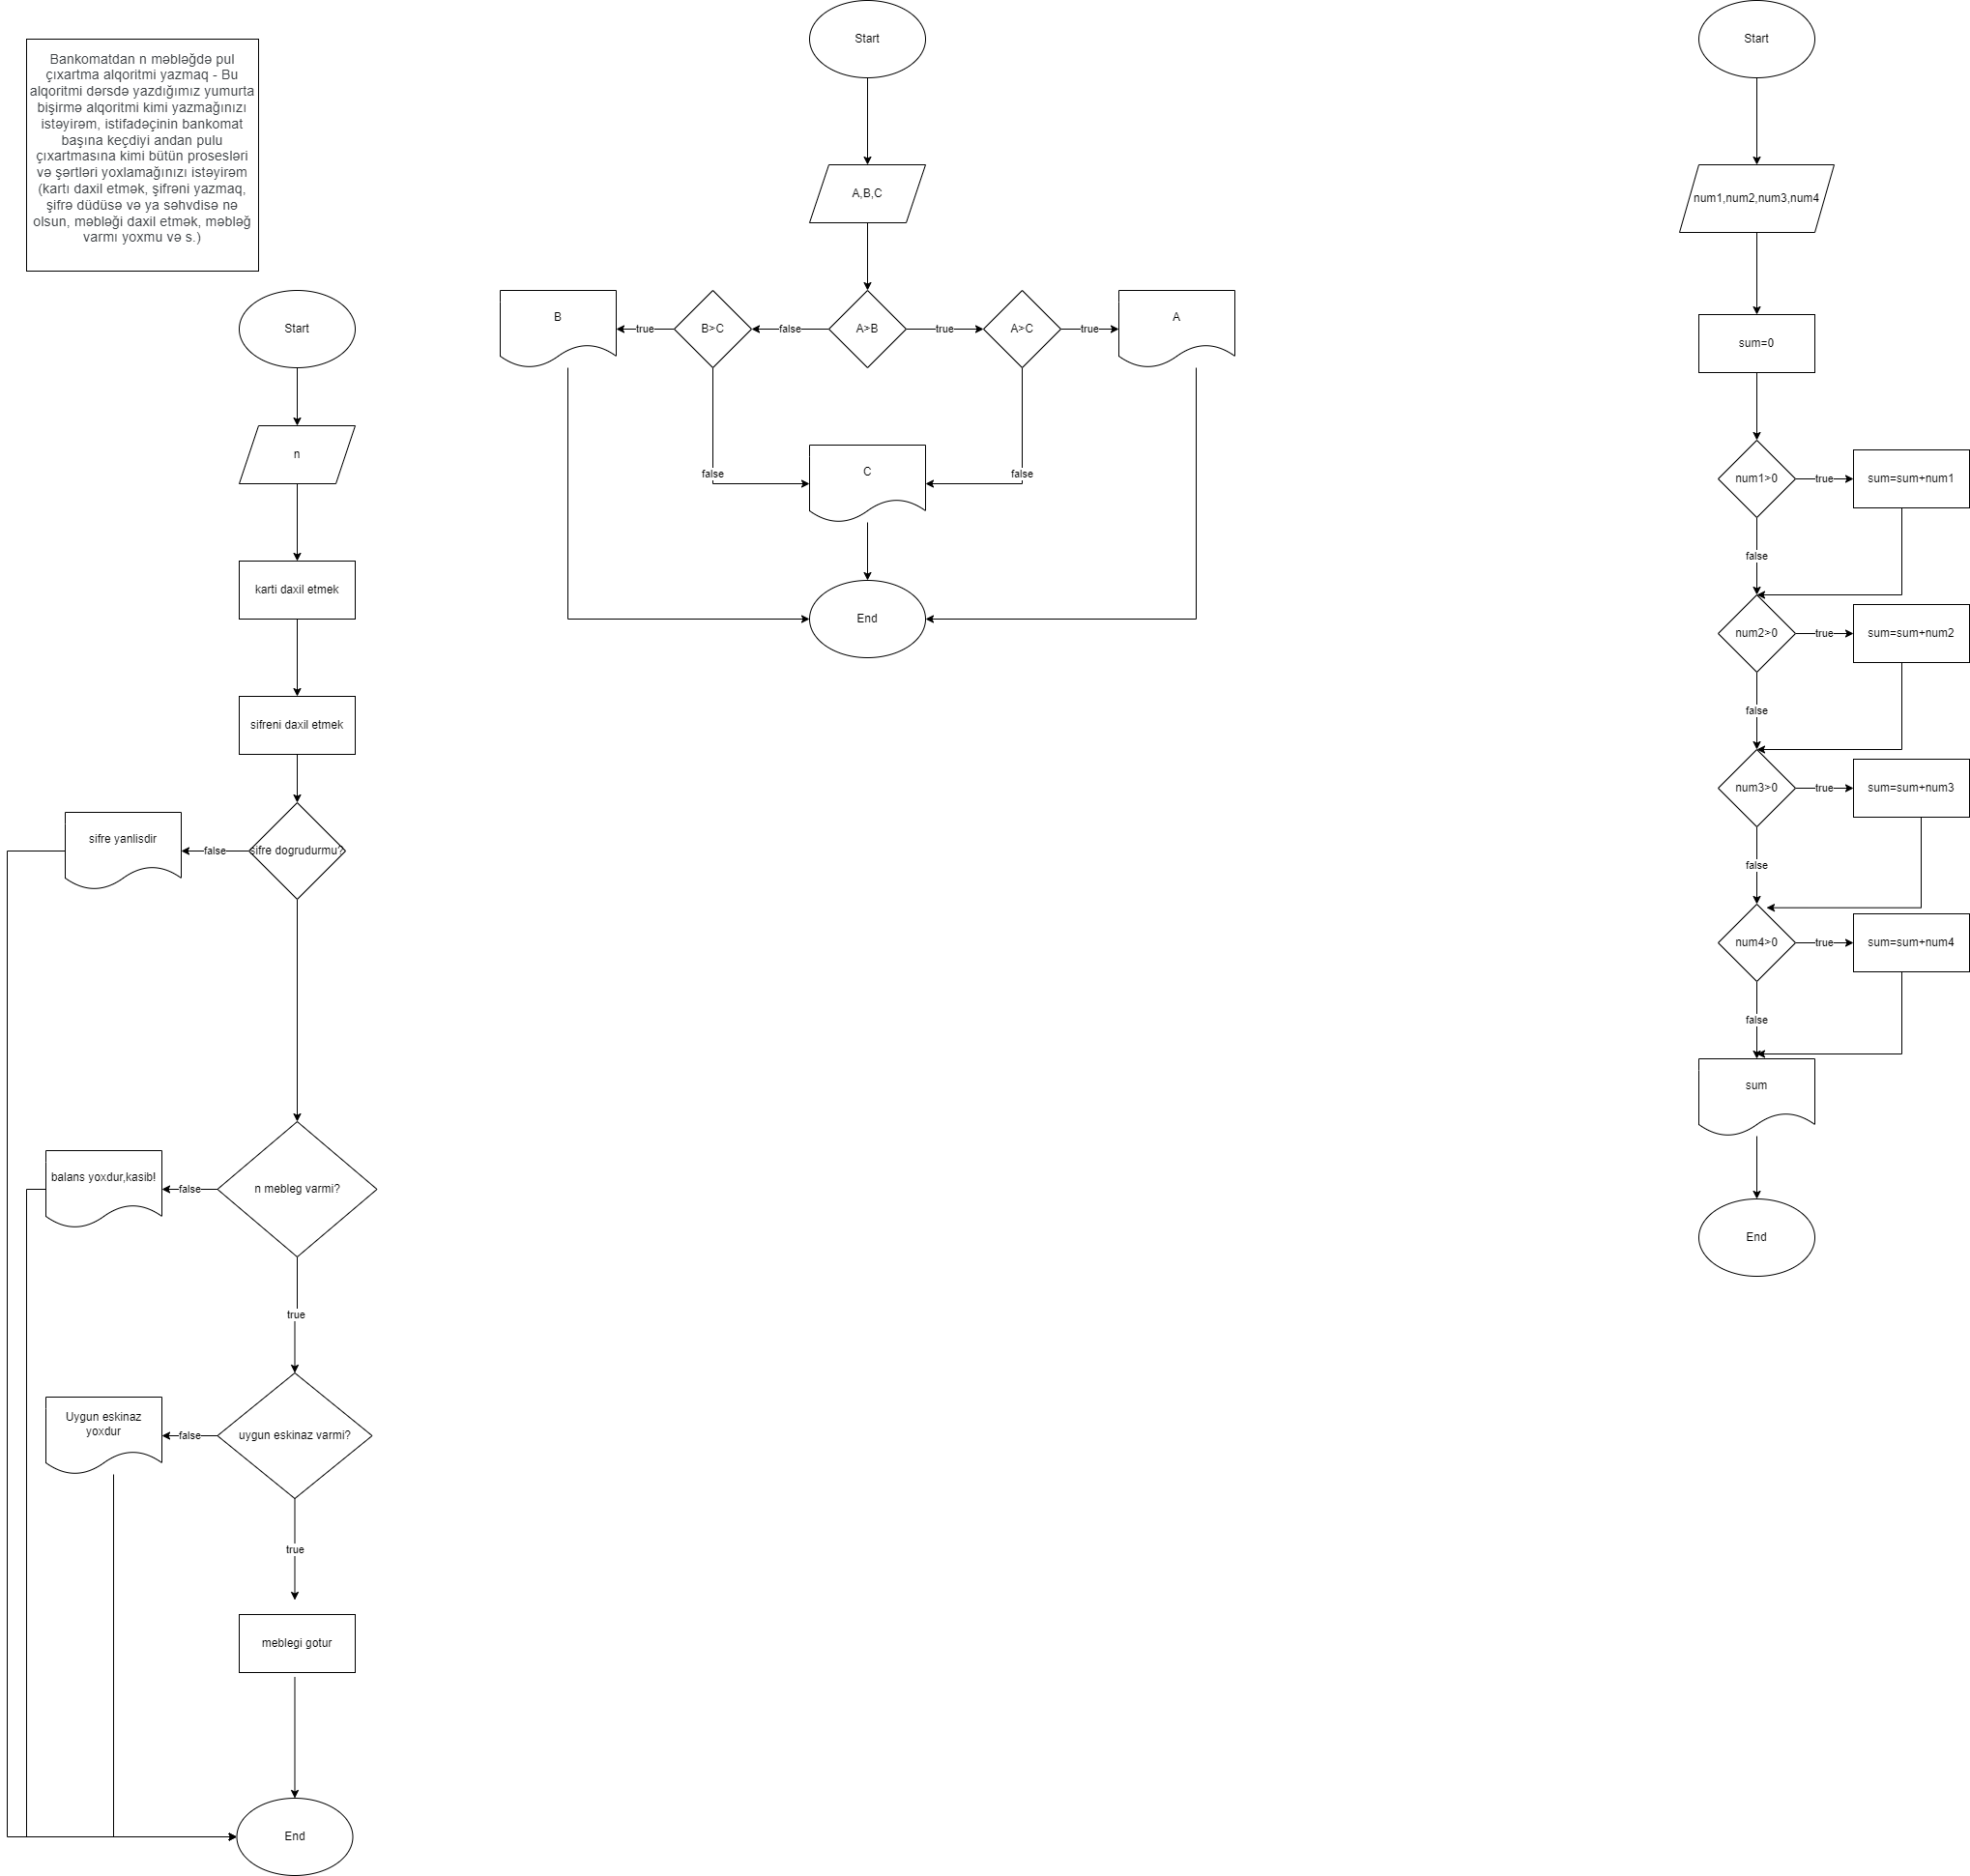 Bankomatdan n məbləğdə pul
çıxartma alqoritmi yazmaq - Bu
alqoritmi dərsdə yazdığımız yumurta
bişirmə alqoritmi kimi yazmağınızı
istəyirəm, istifadəçinin bankomat
başına keçdiyi andan pulu
çıxartmasına kimi bütün prosesləri
və şərtləri yoxlamağınızı istəyirəm
(kartı daxil etmək, şifrəni yazmaq,
şifrə düdüsə və ya səhvdisə nə
olsun, məbləği daxil etmək, məbləğ
varmı yoxmu və s.)
Start
n
karti daxil etmek
sifreni daxil etmek
sifre dogrudurmu?
false
sifre yanlisdir
n mebleg varmi?
false
balans yoxdur,kasib!
true
uygun eskinaz varmi?
false
Uygun eskinaz
yoxdur
true
meblegi gotur
End
Start
A,B,C
A>B
false
true
B>C
true
B
A>C
true
A
false
false
C
End
Start
num1,num2,num3,num4
sum=0
num1>0
true
sum=sum+num1
false
num2>0
true
sum=sum+num2
false
num3>0
true
sum=sum+num3
false
num4>0
true
sum=sum+num4
false
sum
End